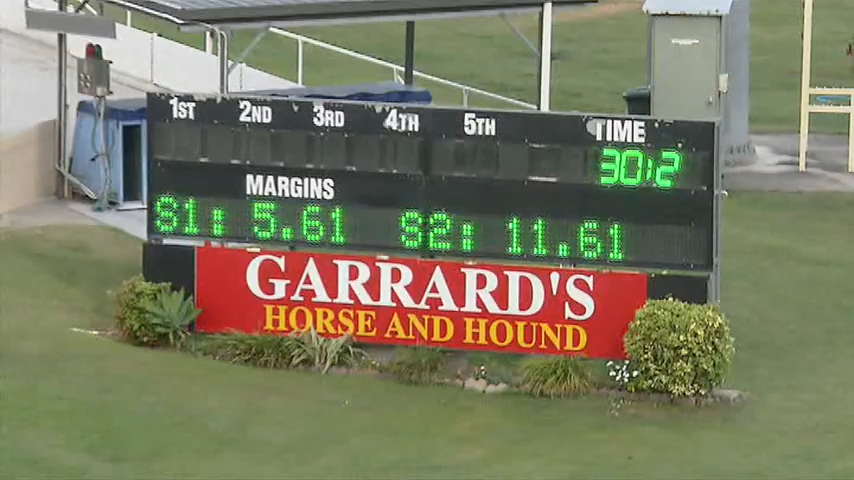 1ST 2ND 3RD 4TH 5TH TIME
30:2
MARGINS
S1: 5.61 S2: 11.61
GARRARD'S
HORSE AND HOUND